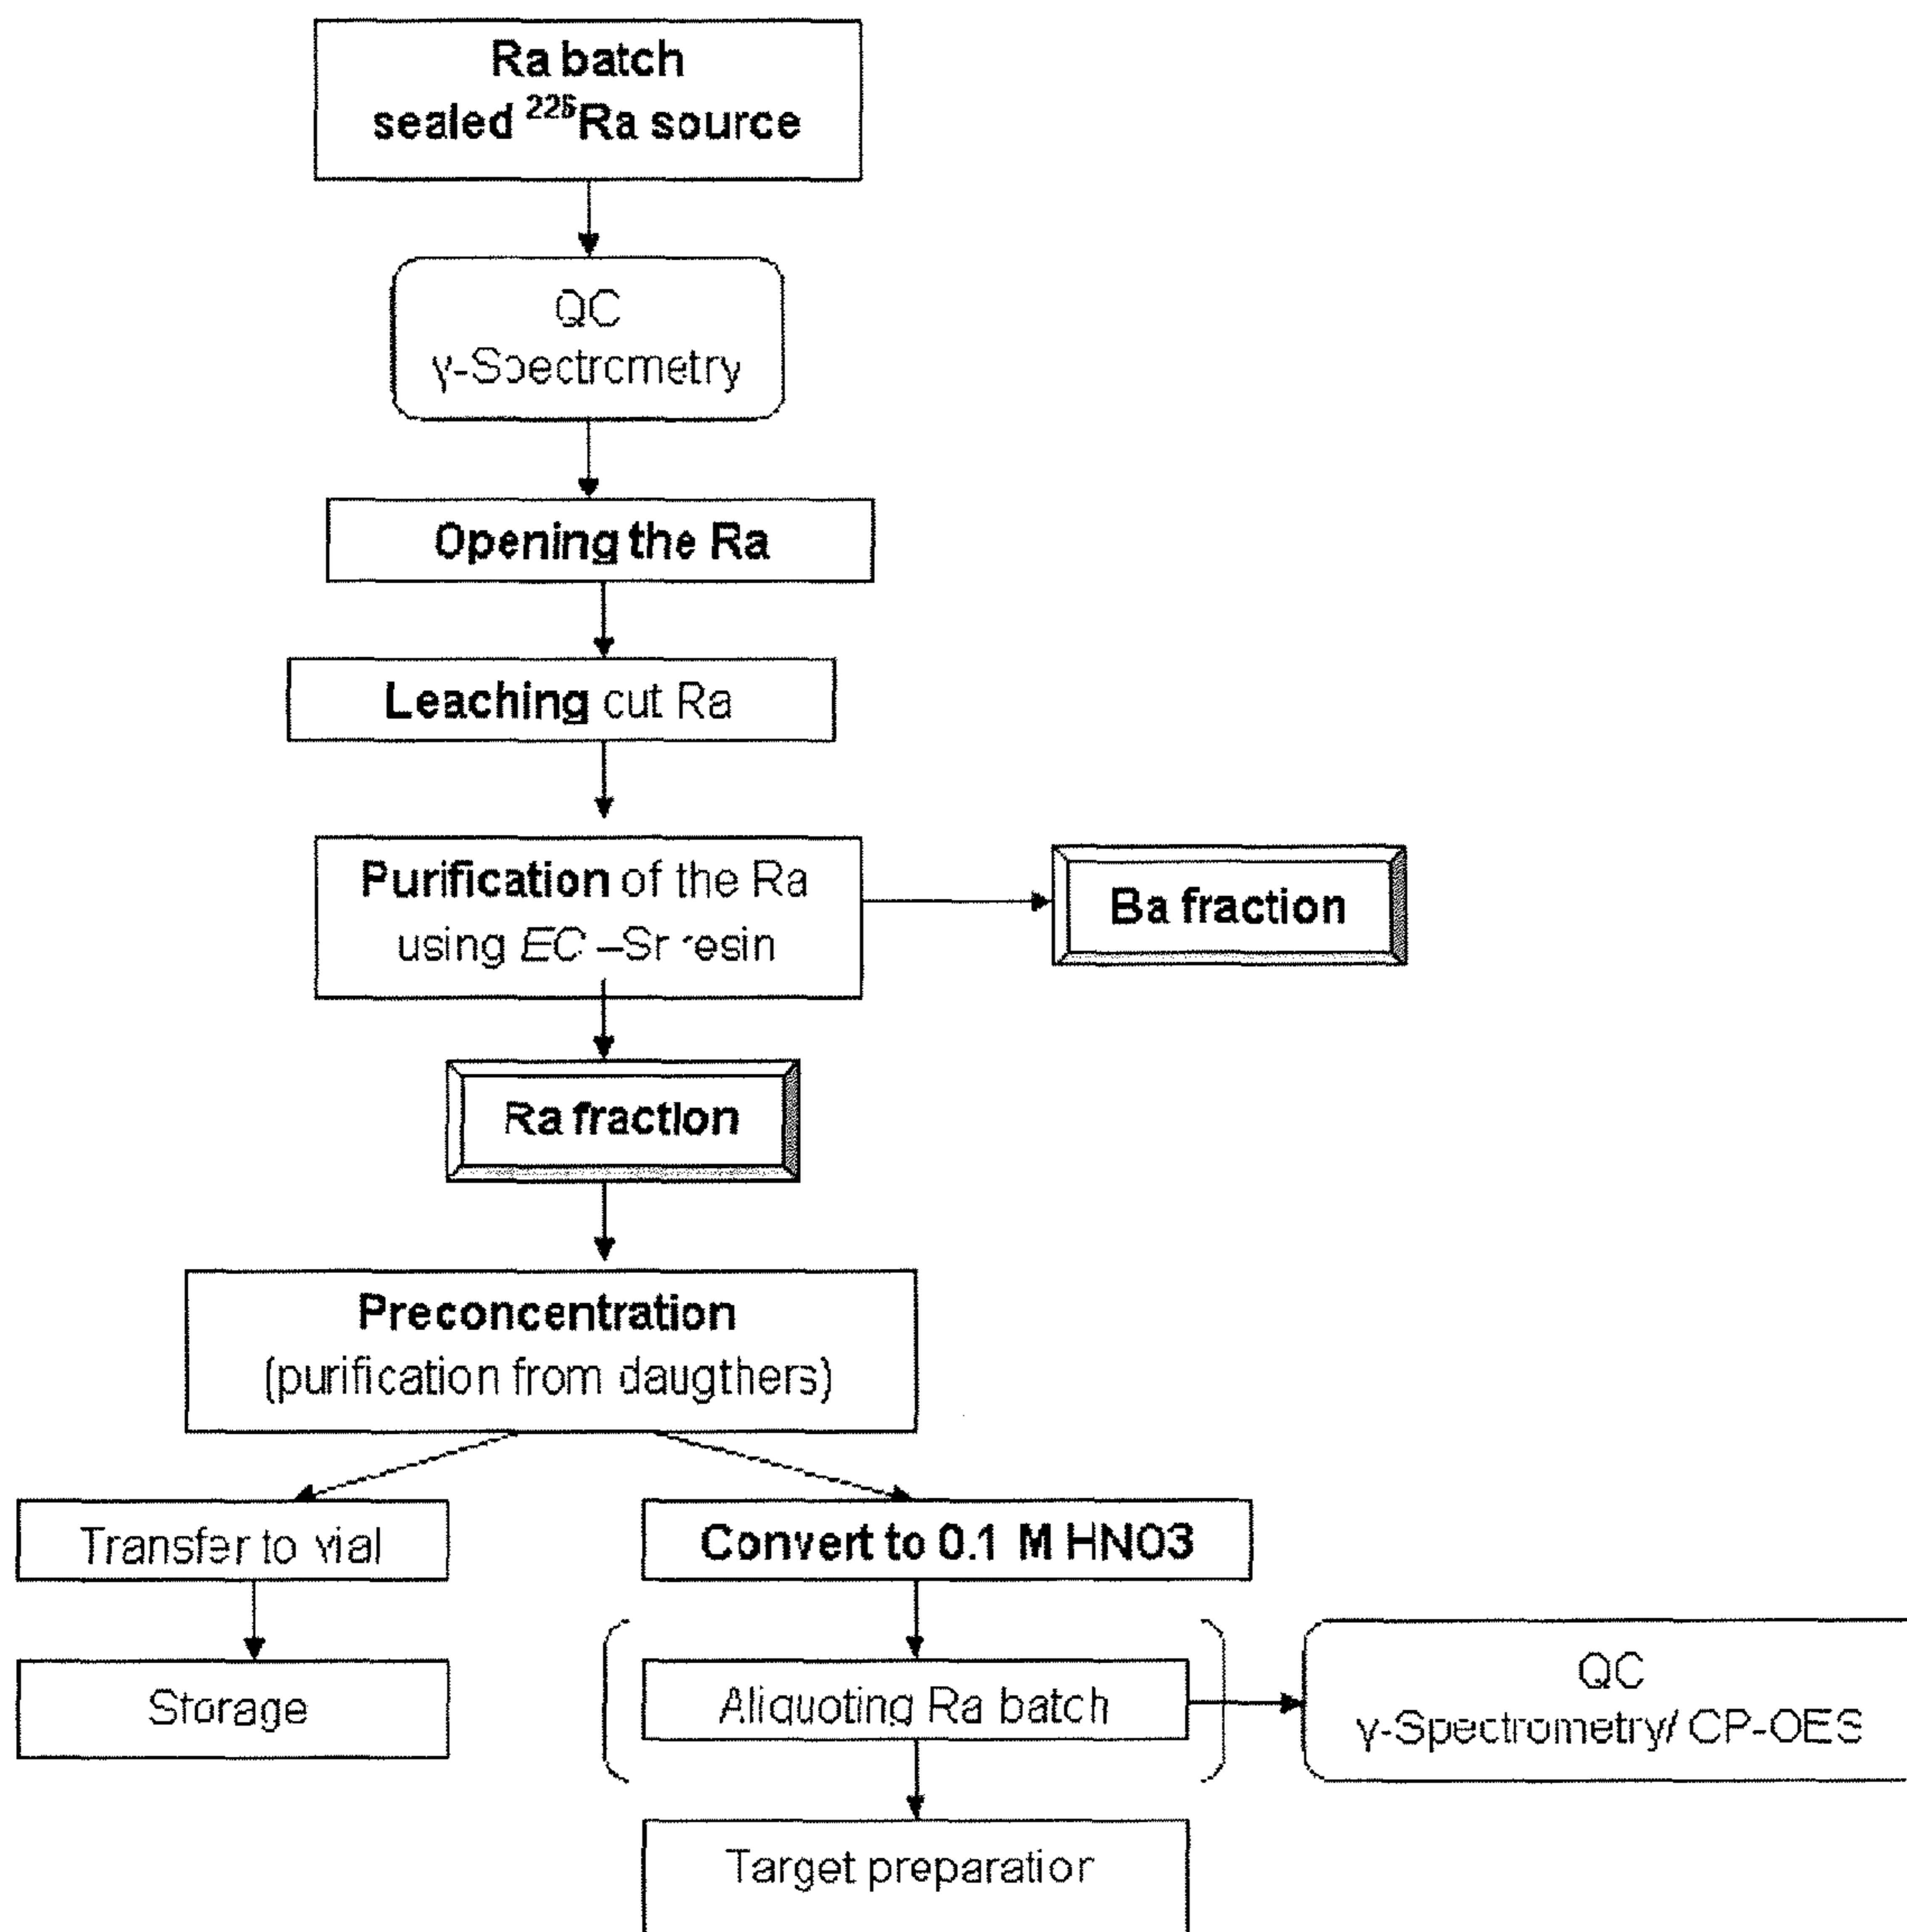 Ra batch
sealed ²²⁶Ra source
QC
γ-Spectrometry
Opening the Ra
Leaching cut Ra
Purification of the Ra
using EC –Sr resin
Ba fraction
Ra fraction
Preconcentration
(purification from daugthers)
Transfer to vial
Convert to 0.1 M HNO3
Storage
Aliquoting Ra batch
QC
γ-Spectrometry/ CP-OES
Target preparation